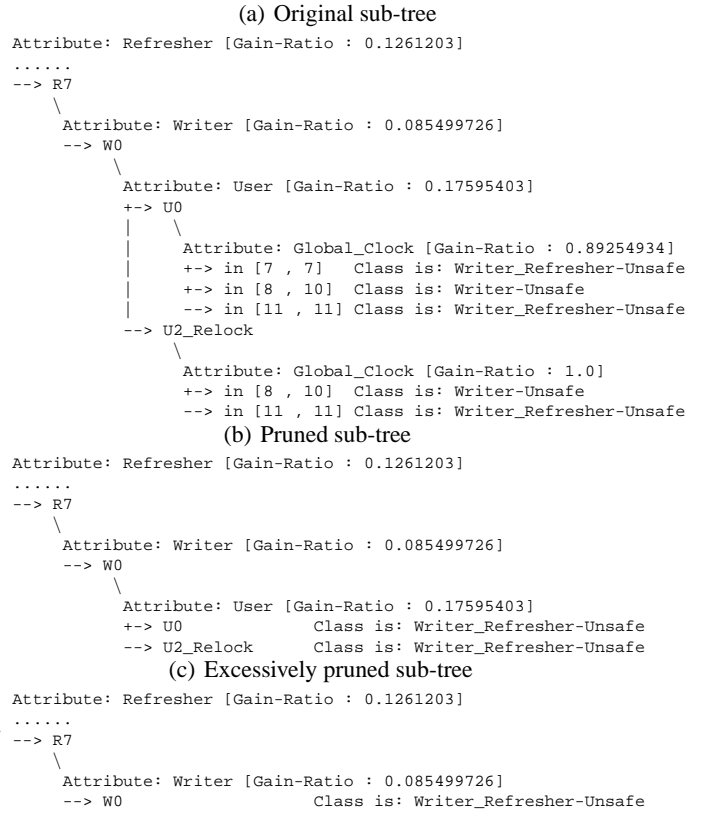 (a) Original sub-tree
Attribute: Refresher [Gain-Ratio : 0.1261203]
......
--> R7
\
Attribute: Writer [Gain-Ratio : 0.085499726]
--> W0
\
Attribute: User [Gain-Ratio : 0.17595403]
+-> U0
|    \
|     Attribute: Global_Clock [Gain-Ratio : 0.89254934]
|     +-> in [7 , 7]   Class is: Writer_Refresher-Unsafe
|     +-> in [8 , 10]  Class is: Writer-Unsafe
|     --> in [11 , 11] Class is: Writer_Refresher-Unsafe
--> U2_Relock
\
Attribute: Global_Clock [Gain-Ratio : 1.0]
+-> in [8 , 10]  Class is: Writer-Unsafe
--> in [11 , 11] Class is: Writer_Refresher-Unsafe
(b) Pruned sub-tree
Attribute: Refresher [Gain-Ratio : 0.1261203]
......
--> R7
\
Attribute: Writer [Gain-Ratio : 0.085499726]
--> W0
\
Attribute: User [Gain-Ratio : 0.17595403]
+-> U0           Class is: Writer_Refresher-Unsafe
--> U2_Relock    Class is: Writer_Refresher-Unsafe
(c) Excessively pruned sub-tree
Attribute: Refresher [Gain-Ratio : 0.1261203]
......
--> R7
\
Attribute: Writer [Gain-Ratio : 0.085499726]
--> W0                 Class is: Writer_Refresher-Unsafe